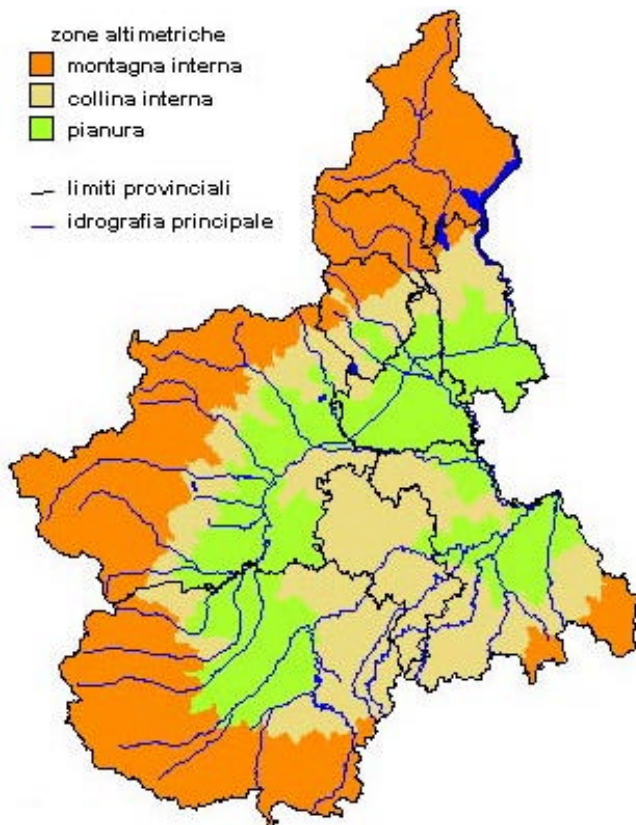 zone altimetriche
montagna interna
collina interna
pianura
limiti provinciali
idrografia principale